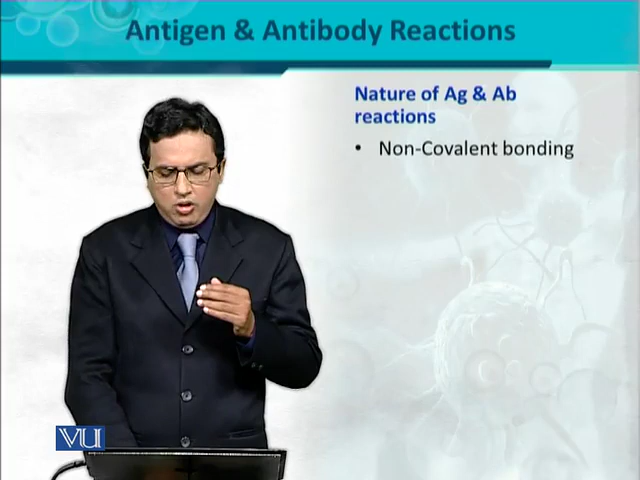 Antigen & Antibody Reactions
Nature of Ag & Ab
reactions
• Non-Covalent bonding
VU